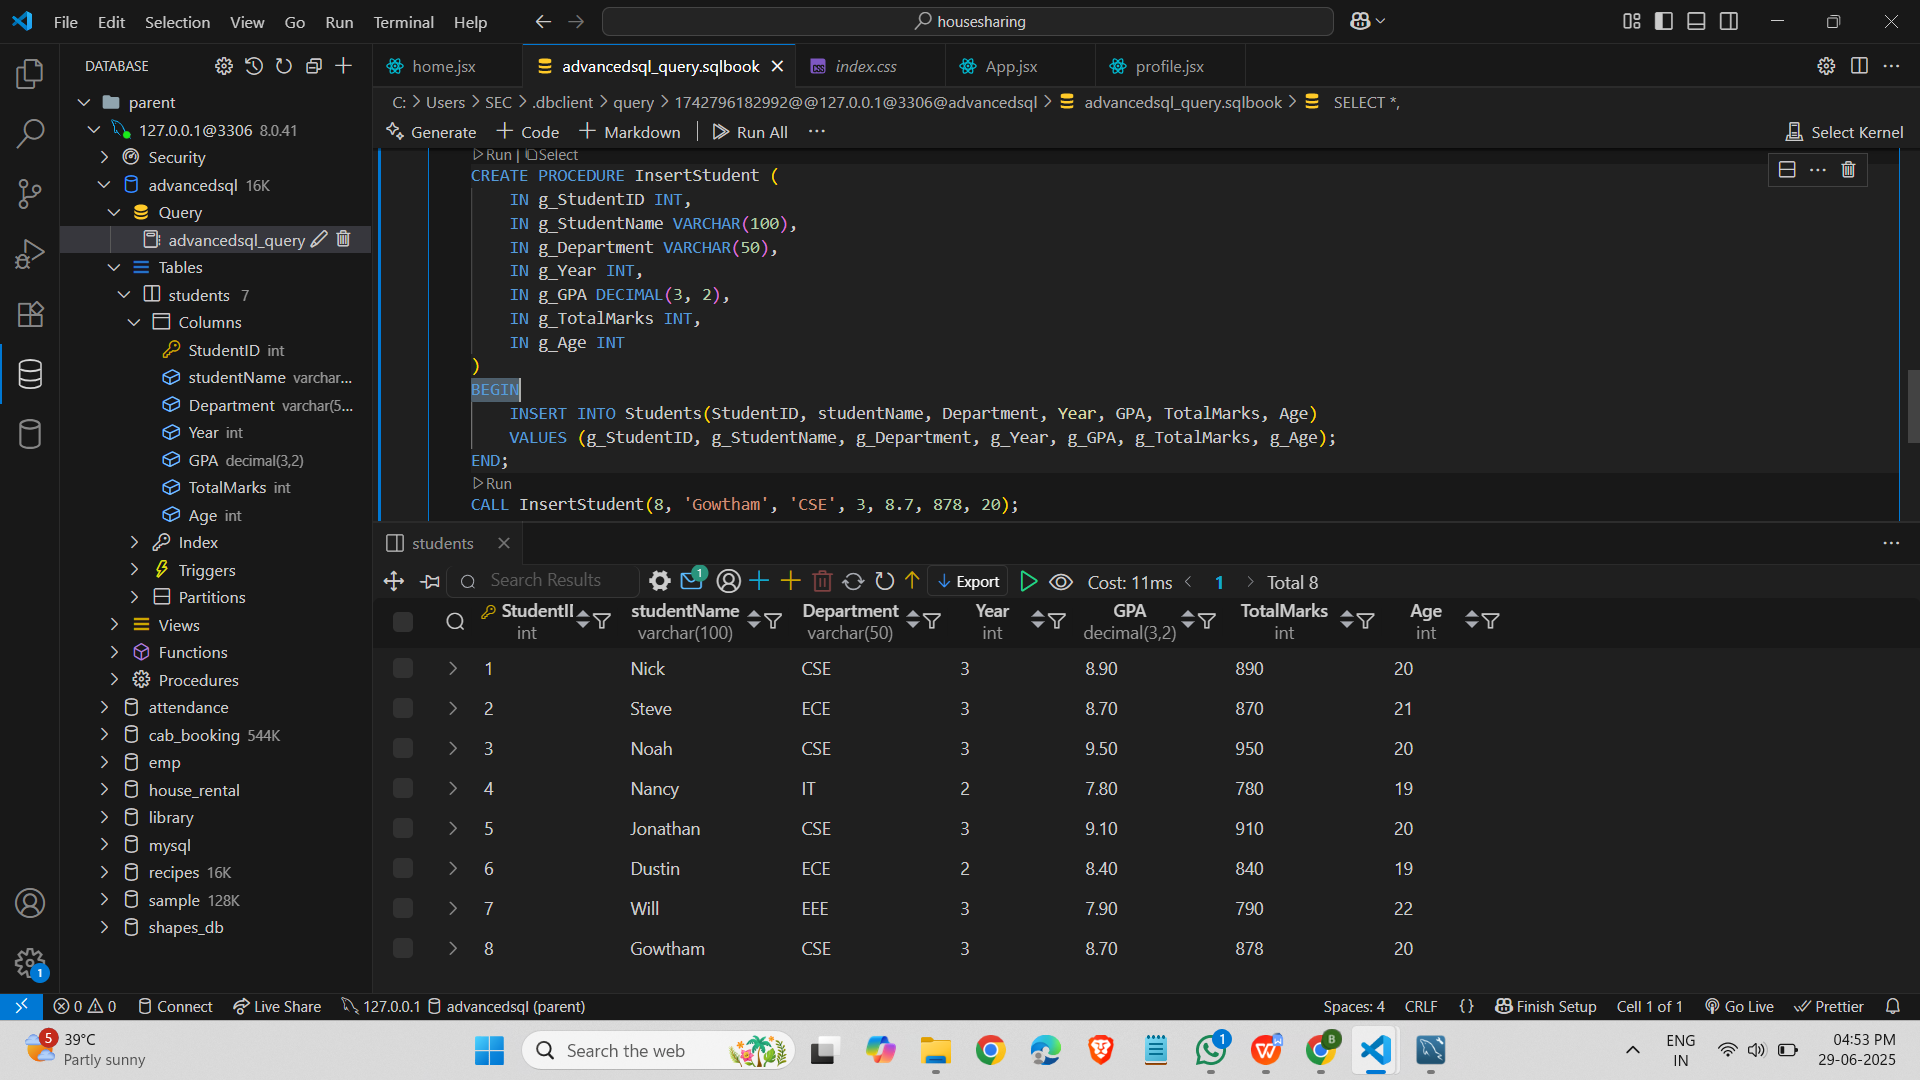 File Edit Selection View Go Run Terminal Help housesharing
DATABASE
home.jsx advancedsql_query.sqlbook index.css App.jsx profile.jsx
C: > Users > SEC > .dbclient > query > 1742796182992@@127.0.0.1@3306@advancedsql > advancedsql_query.sqlbook > SELECT *,
Generate + Code + Markdown | Run All ... Select Kernel
parent
127.0.0.1@3306 8.0.41
Security
advancedsql 16K
Query
advancedsql_query
Tables
students 7
Columns
StudentID int
studentName varchar...
Department varchar(5...
Year int
GPA decimal(3,2)
TotalMarks int
Age int
Index
Triggers
Partitions
Views
Functions
Procedures
attendance
cab_booking 544K
emp
house_rental
library
mysql
recipes 16K
sample 128K
shapes_db
Run | Select
CREATE PROCEDURE InsertStudent (
IN g_StudentID INT,
IN g_StudentName VARCHAR(100),
IN g_Department VARCHAR(50),
IN g_Year INT,
IN g_GPA DECIMAL(3, 2),
IN g_TotalMarks INT,
IN g_Age INT
)
BEGIN
INSERT INTO Students(StudentID, studentName, Department, Year, GPA, TotalMarks, Age)
VALUES (g_StudentID, g_StudentName, g_Department, g_Year, g_GPA, g_TotalMarks, g_Age);
END;
Run
CALL InsertStudent(8, 'Gowtham', 'CSE', 3, 8.7, 878, 20);
students
Search Results 1 Export Cost: 11ms < 1 > Total 8
StudentII studentName Department Year GPA TotalMarks Age
int varchar(100) varchar(50) int decimal(3,2) int int
1 Nick CSE 3 8.90 890 20
2 Steve ECE 3 8.70 870 21
3 Noah CSE 3 9.50 950 20
4 Nancy IT 2 7.80 780 19
5 Jonathan CSE 3 9.10 910 20
6 Dustin ECE 2 8.40 840 19
7 Will EEE 3 7.90 790 22
8 Gowtham CSE 3 8.70 878 20
1
0 0 Connect Live Share 127.0.0.1 advancedsql (parent) Spaces: 4 CRLF {} Finish Setup Cell 1 of 1 Go Live Prettier
5 39°C
Partly sunny
Search the web
1
B
ENG
IN
04:53 PM
29-06-2025